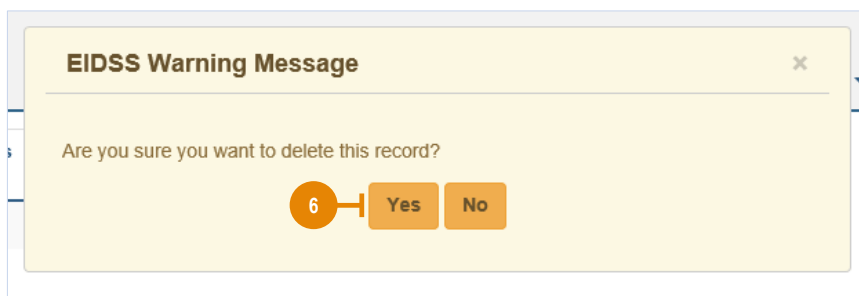 EIDSS Warning Message
×
s
Are you sure you want to delete this record?
6
Yes No